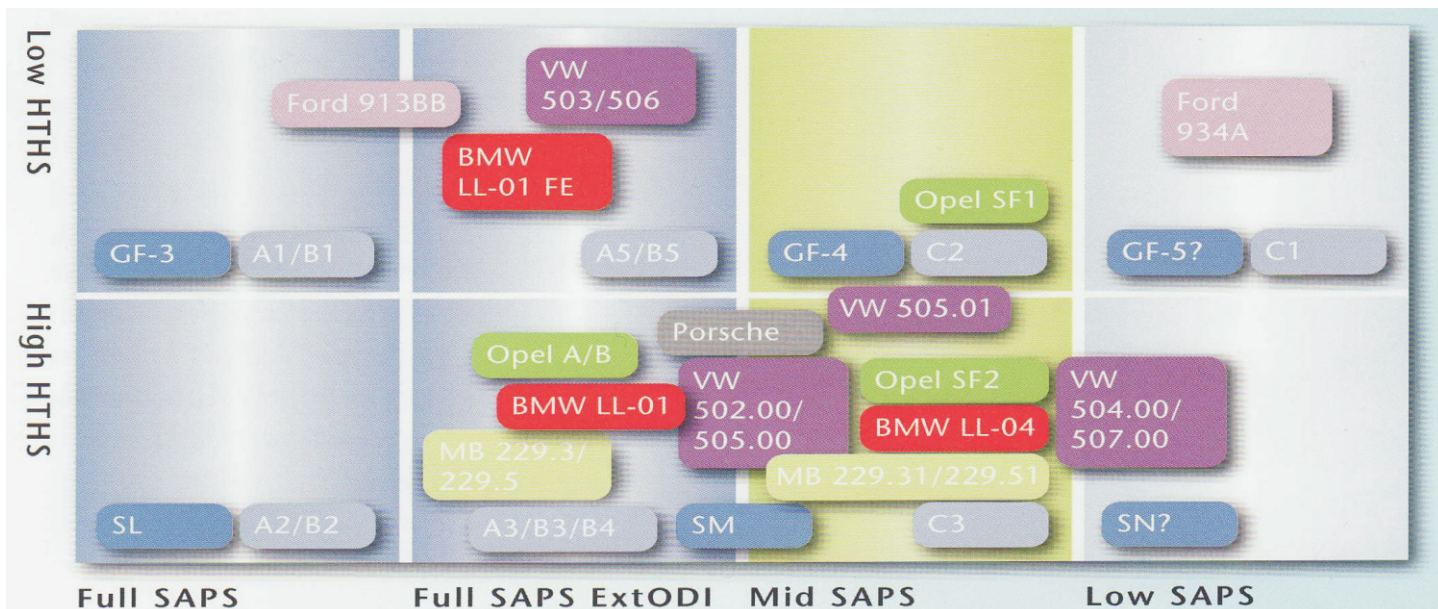 Low HTHS
Ford 913BB
VW
503/506
BMW
LL-01 FE
Ford
934A
Opel SF1
GF-3
A1/B1
A5/B5
GF-4
C2
GF-5?
C1
High HTHS
VW 505.01
Porsche
Opel A/B
BMW LL-01
VW
502.00/
505.00
Opel SF2
BMW LL-04
VW
504.00/
507.00
MB 229.3/
229.5
MB 229.31/229.51
SL
A2/B2
A3/B3/B4
SM
C3
SN?
Full SAPS
Full SAPS ExtODI
Mid SAPS
Low SAPS